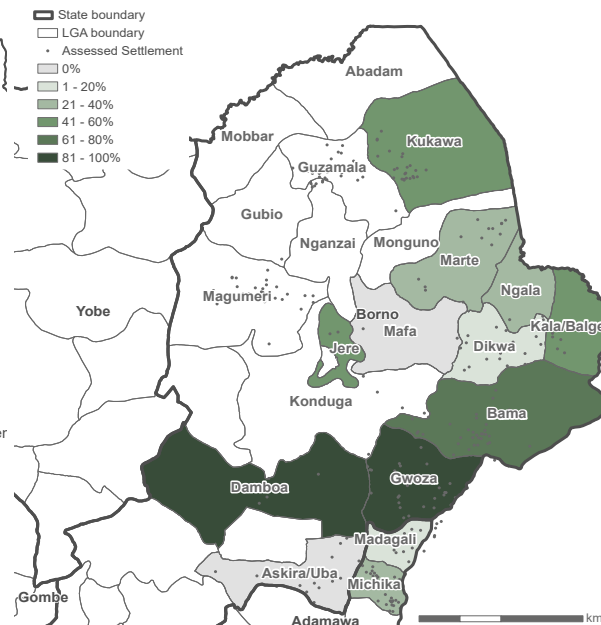 State boundary
LGA boundary
Assessed Settlement
0%
1 - 20%
21 - 40%
41 - 60%
61 - 80%
81 - 100%
Abadam
Mobbar
Kukawa
Guzamala
Gubio
Nganzai
Monguno
Marte
Magumeri
Ngala
Yobe
Borno
Mafa
Kala/Balge
Jere
Dikwa
Konduga
Bama
er
Damboa
Gwoza
Madagali
Askira/Uba
Michika
Gombe
Adamawa
km